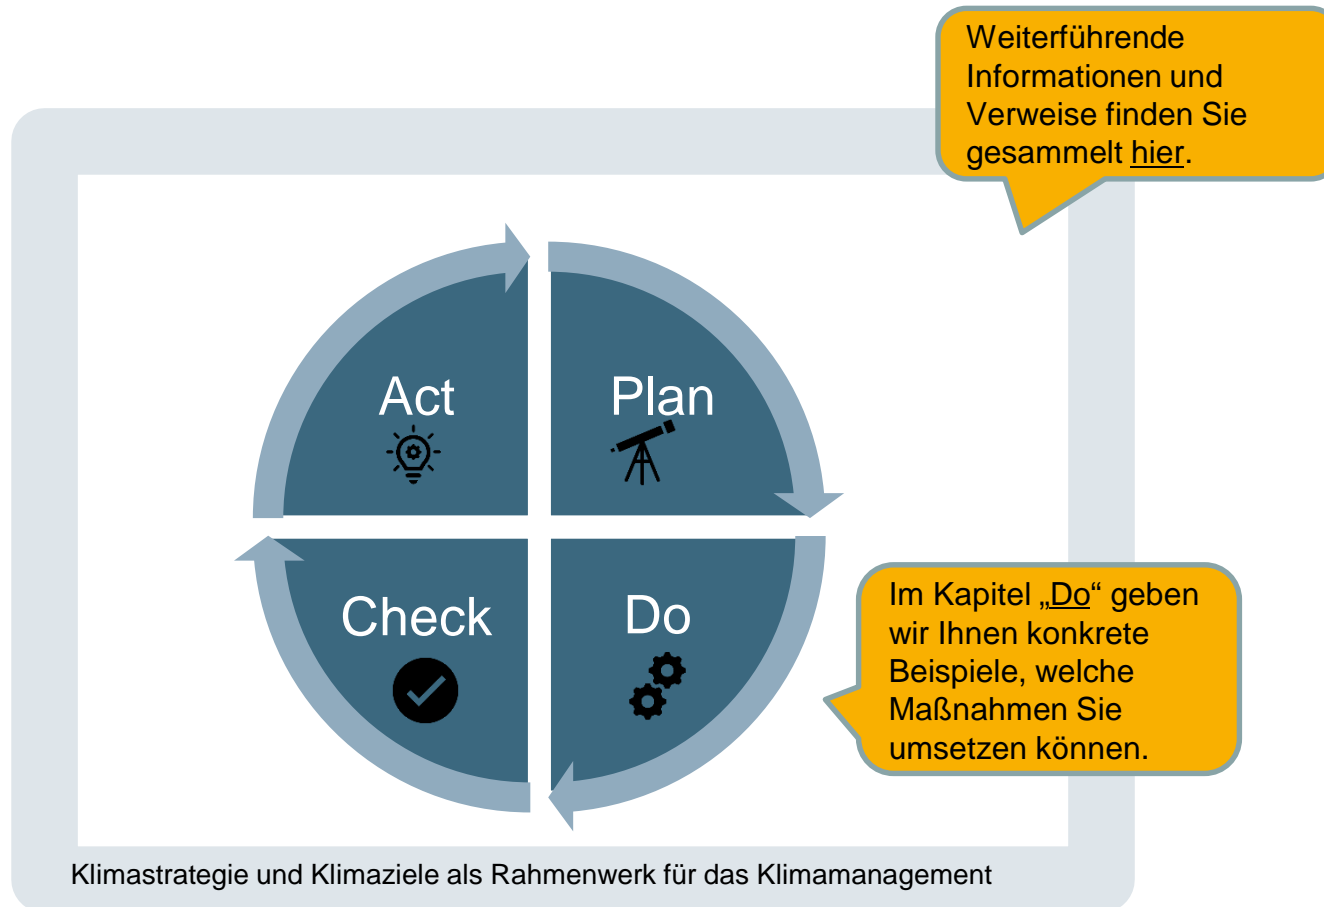 Weiterführende
Informationen und
Verweise finden Sie
gesammelt hier.
Act
Plan
Check
Do
Im Kapitel „Do“ geben
wir Ihnen konkrete
Beispiele, welche
Maßnahmen Sie
umsetzen können.
Klimastrategie und Klimaziele als Rahmenwerk für das Klimamanagement